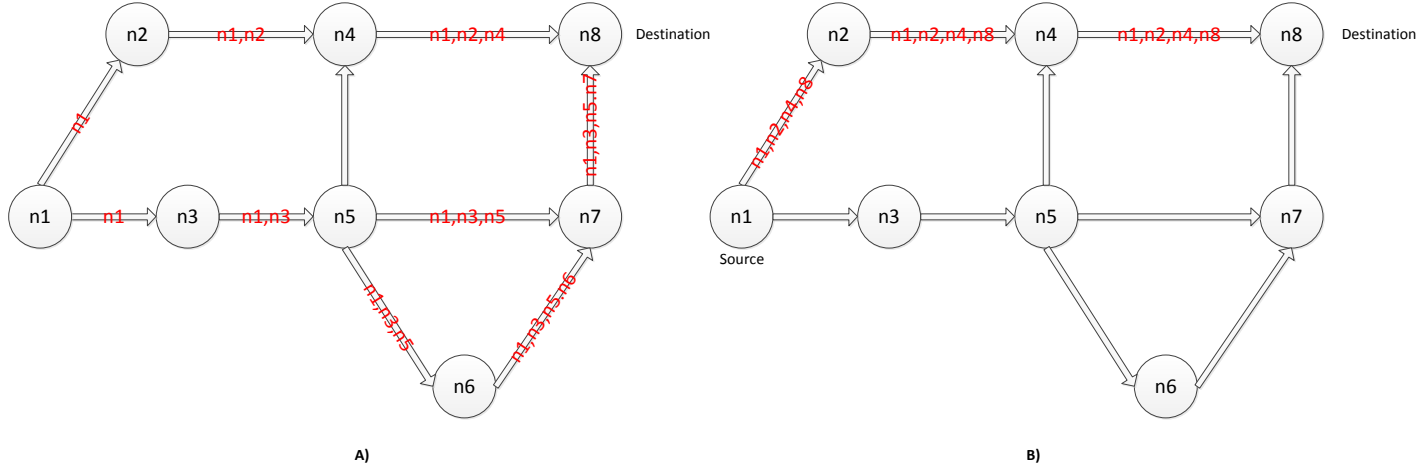 n2
n1,n2
n4
n1,n2,n4
n8
Destination
n1
n1,n3,n5.n7
n1
n1
n3
n1,n3
n5
n1,n3,n5
n7
n1,n3,n5
n1,n3,n5.n6
n6
A)
n2
n1,n2,n4,n8
n4
n1,n2,n4,n8
n8
Destination
n1,n2,n4,n8
n1
n3
n5
n7
Source
n6
B)